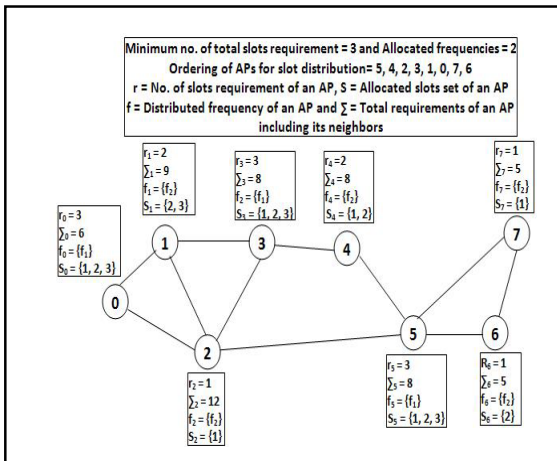 Minimum no. of total slots requirement = 3 and Allocated frequencies = 2
Ordering of APs for slot distribution= 5, 4, 2, 3, 1, 0, 7, 6
r = No. of slots requirement of an AP, S = Allocated slots set of an AP
f = Distributed frequency of an AP and ∑ = Total requirements of an AP
including its neighbors
r₁ = 2
∑₁ = 9
f₁ = {f₂}
S₁ = {2, 3}
r₃ = 3
∑₃ = 8
f₂ = {f₁}
S₃ = {1, 2, 3}
r₄ = 2
∑₄ = 8
f₄ = {f₂}
S₄ = {1, 2}
r₇ = 1
∑₇ = 5
f₇ = {f₂}
S₇ = {1}
r₀ = 3
∑₀ = 6
f₀ = {f₁}
S₀ = {1, 2, 3}
1
3
4
7
0
2
5
6
r₂ = 1
∑₂ = 12
f₂ = {f₂}
S₂ = {1}
r₅ = 3
∑₅ = 8
f₅ = {f₁}
S₅ = {1, 2, 3}
R₆ = 1
∑₆ = 5
f₆ = {f₂}
S₆ = {2}